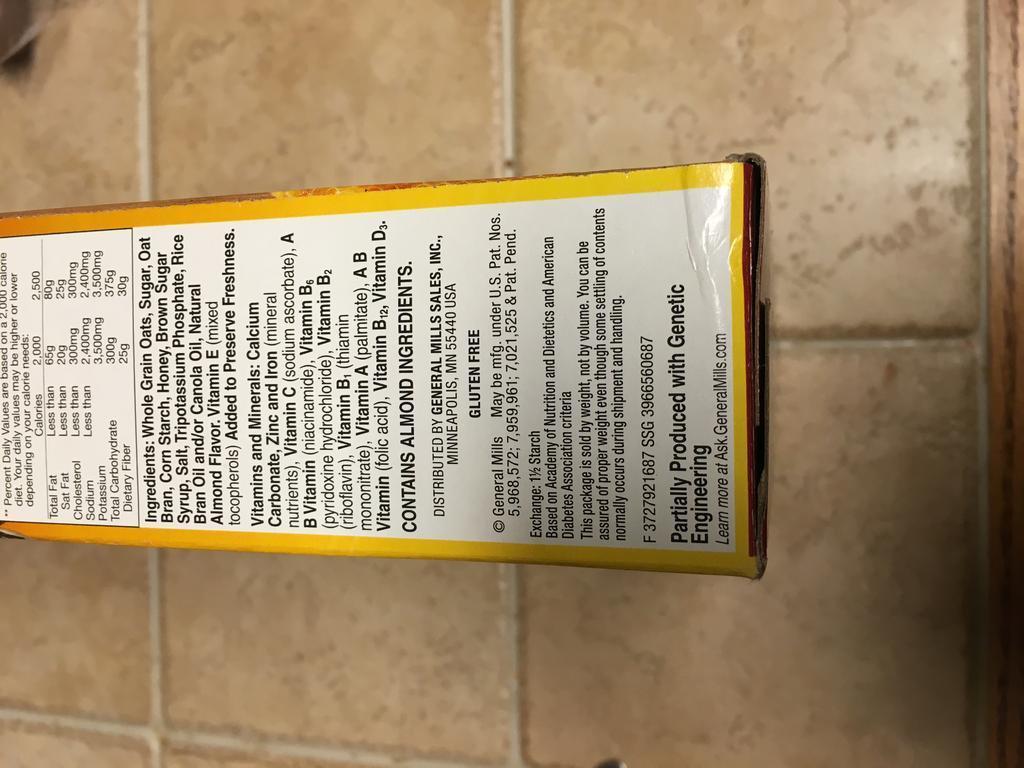 ** Percent Daily Values are based on a 2,000 calorie
diet. Your daily values may be higher or lower
depending on your calorie needs:
Calories 2,000 2,500
Total Fat Less than 65g 80g
Sat Fat Less than 20g 25g
Cholesterol Less than 300mg 300mg
Sodium Less than 2,400mg 2,400mg
Potassium 3,500mg 3,500mg
Total Carbohydrate 300g 375g
Dietary Fiber 25g 30g
Ingredients: Whole Grain Oats, Sugar, Oat
Bran, Corn Starch, Honey, Brown Sugar
Syrup, Salt, Tripotassium Phosphate, Rice
Bran Oil and/or Canola Oil, Natural
Almond Flavor. Vitamin E (mixed
tocopherols) Added to Preserve Freshness.
Vitamins and Minerals: Calcium
Carbonate, Zinc and Iron (mineral
nutrients), Vitamin C (sodium ascorbate), A
B Vitamin (niacinamide), Vitamin B6
(pyridoxine hydrochloride), Vitamin B2
(riboflavin), Vitamin B1 (thiamin
mononitrate), Vitamin A (palmitate), A B
Vitamin (folic acid), Vitamin B12, Vitamin D3.
CONTAINS ALMOND INGREDIENTS.
DISTRIBUTED BY GENERAL MILLS SALES, INC.,
MINNEAPOLIS, MN 55440 USA
GLUTEN FREE
© General Mills May be mfg. under U.S. Pat. Nos.
5,968,572; 7,959,961; 7,021,525 & Pat. Pend.
Exchange: 1½ Starch
Based on Academy of Nutrition and Dietetics and American
Diabetes Association criteria
This package is sold by weight, not by volume. You can be
assured of proper weight even though some settling of contents
normally occurs during shipment and handling.
F 3727921687 SSG 3966560687
Partially Produced with Genetic
Engineering
Learn more at Ask.GeneralMills.com